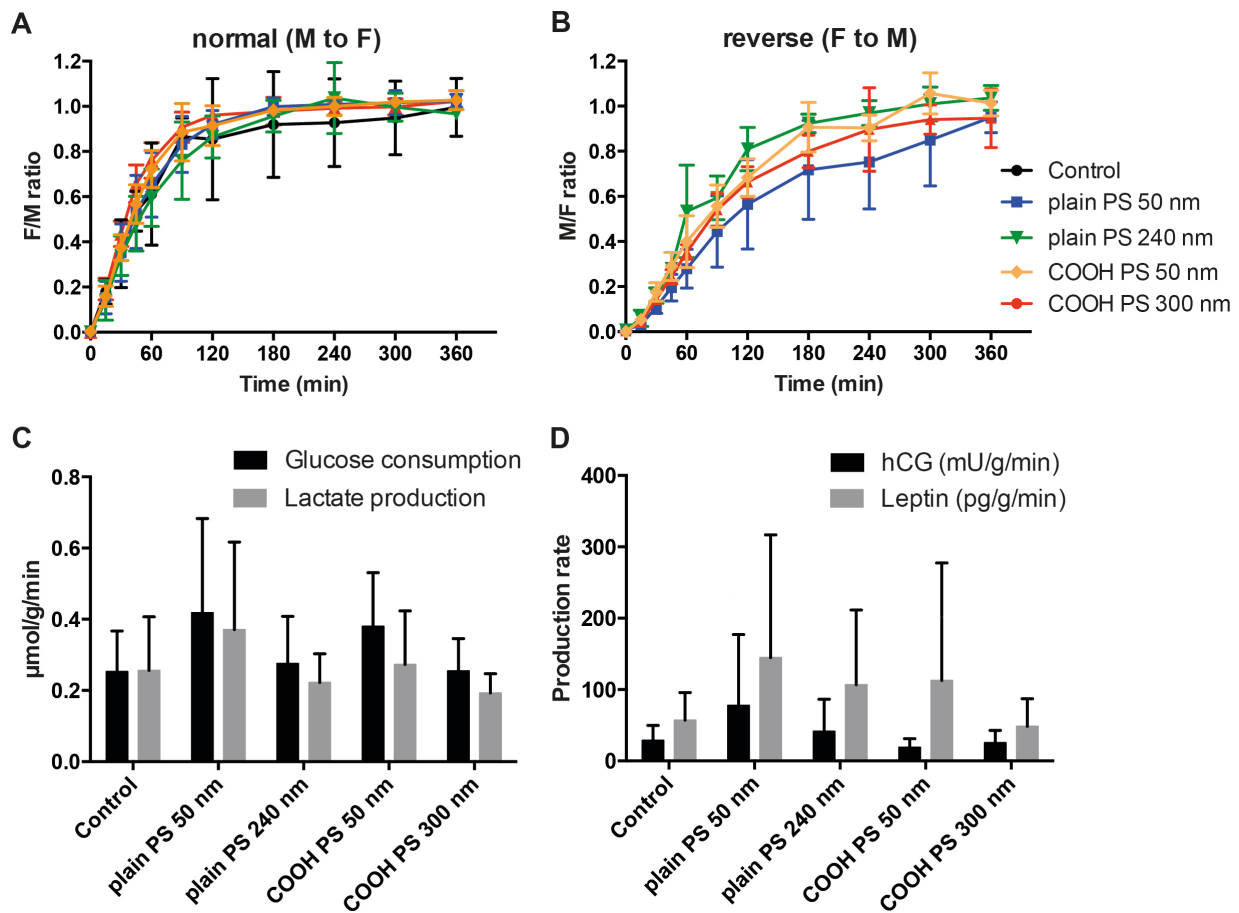 A
normal (M to F)
F/M ratio
1.2
1.0
0.8
0.6
0.4
0.2
0.0
0 60 120 180 240 300 360
Time (min)
B
reverse (F to M)
M/F ratio
1.2
1.0
0.8
0.6
0.4
0.2
0.0
0 60 120 180 240 300 360
Time (min)
Control
plain PS 50 nm
plain PS 240 nm
COOH PS 50 nm
COOH PS 300 nm
C
Glucose consumption
Lactate production
µmol/g/min
0.8
0.6
0.4
0.2
0.0
Control
plain PS 50 nm
plain PS 240 nm
COOH PS 50 nm
COOH PS 300 nm
D
hCG (mU/g/min)
Leptin (pg/g/min)
Production rate
400
300
200
100
0
Control
plain PS 50 nm
plain PS 240 nm
COOH PS 50 nm
COOH PS 300 nm